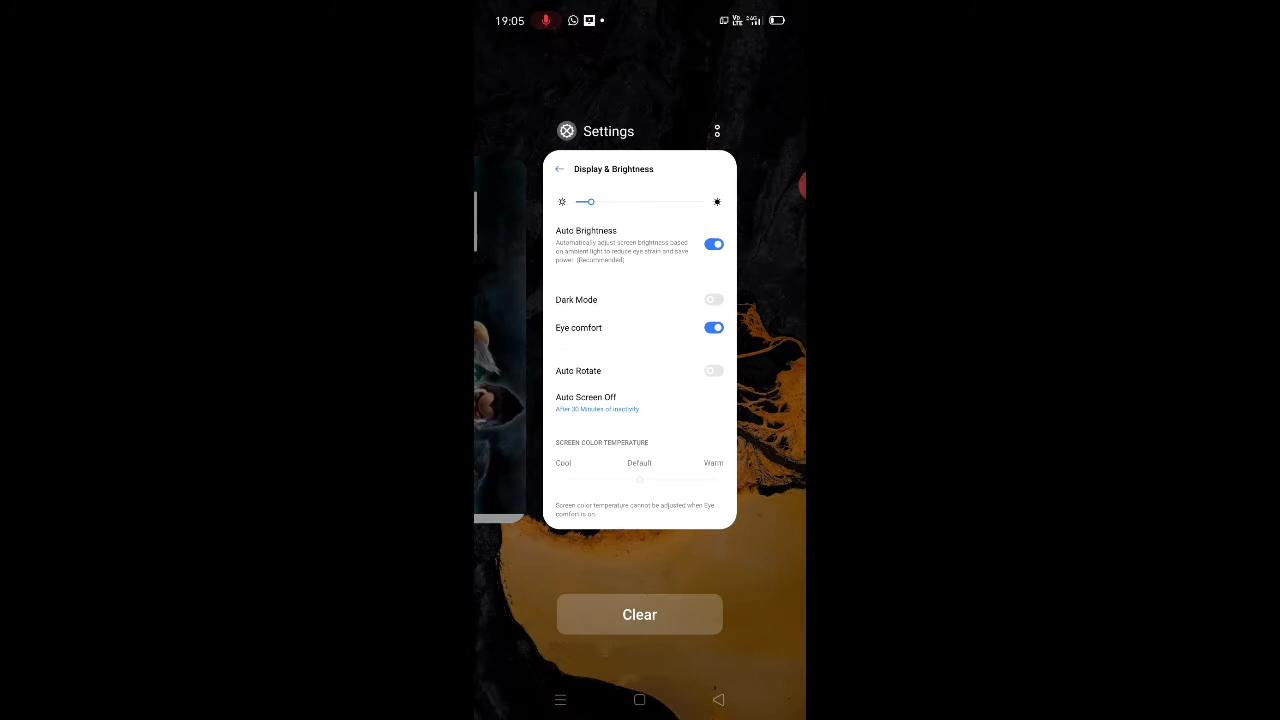 19:05
Vo
LTE
Settings
Display & Brightness
Auto Brightness
Automatically adjust screen brightness based
on ambient light to reduce eye strain and save
power. (Recommended)
Dark Mode
Eye comfort
Auto Rotate
Auto Screen Off
After 30 Minutes of inactivity
SCREEN COLOR TEMPERATURE
Cool Default Warm
Screen color temperature cannot be adjusted when Eye
comfort is on.
Clear